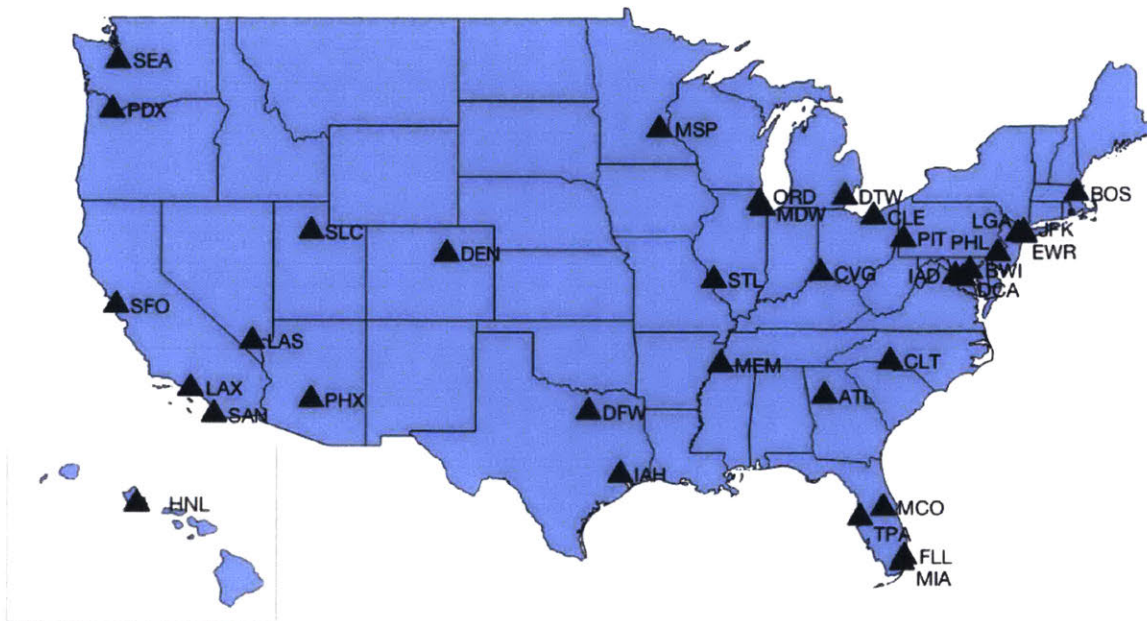 SEA
PDX
MSP
ORD
MDW
DTW
CLE
BOS
LGA
JFK
EWR
PIT
PHL
SLC
DEN
STL
CVG
IAD
BWI
DCA
SFO
LAS
MEM
CLT
LAX
SAN
PHX
DFW
ATL
IAH
HNL
MCO
TPA
FLL
MIA